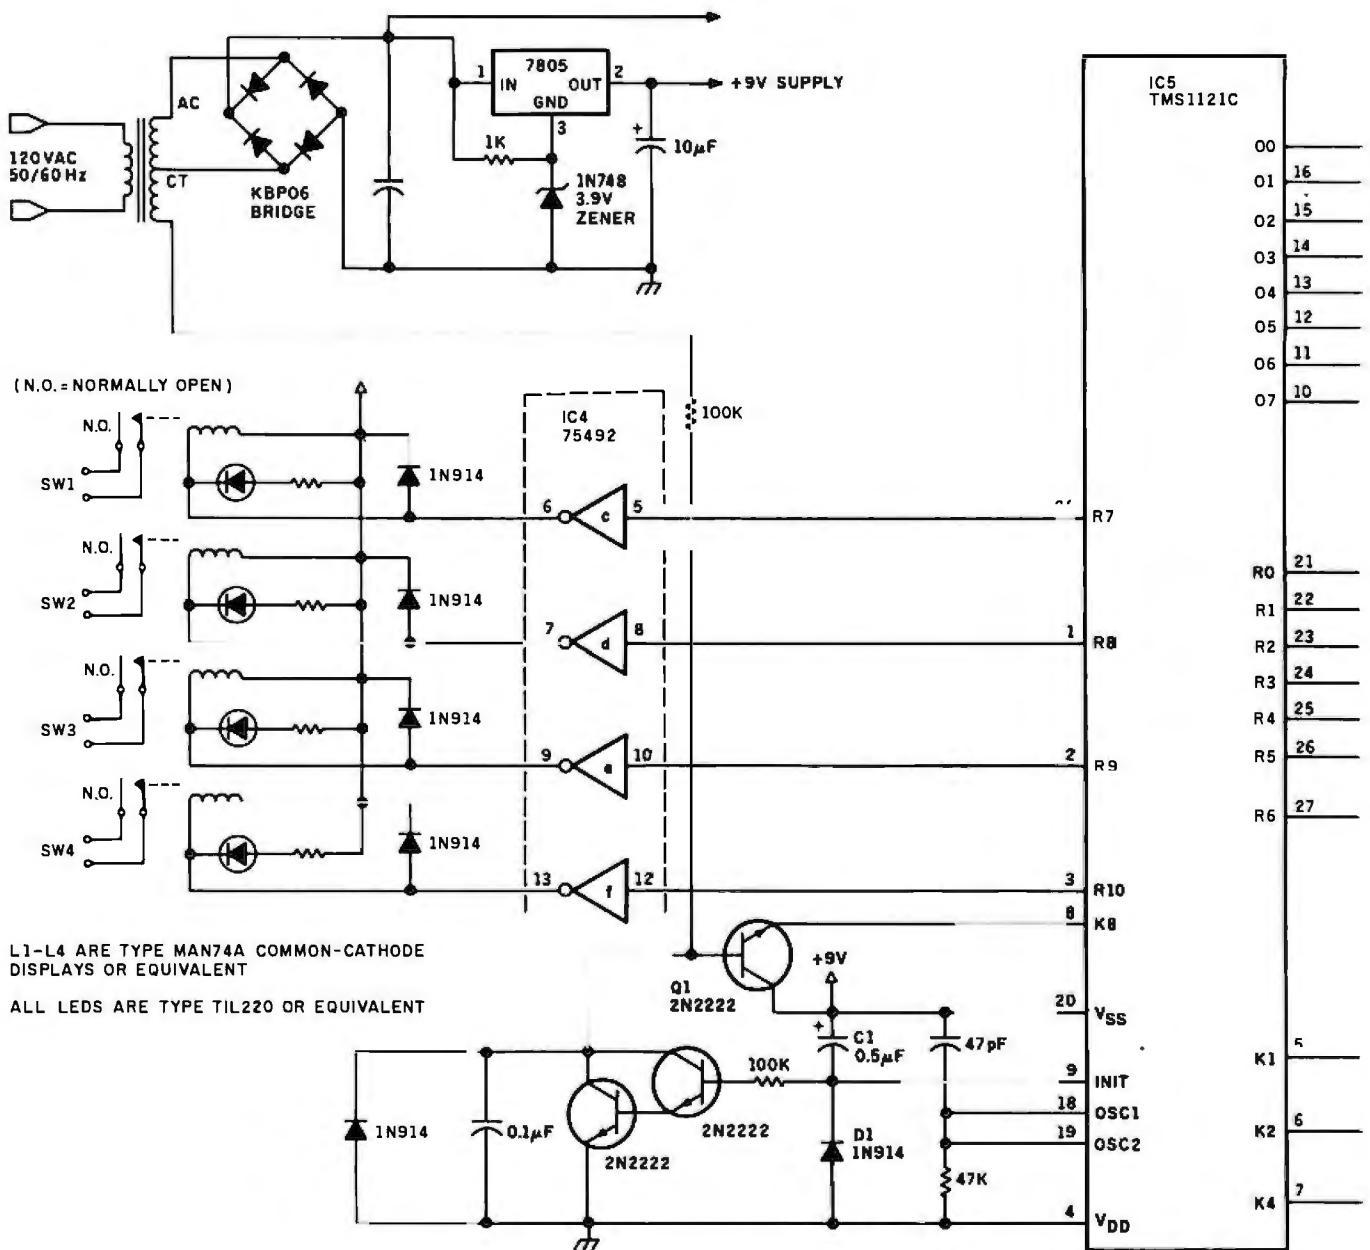 120VAC
50/60 Hz
AC
CT
KBP06
BRIDGE
1
7805
IN
OUT
GND
2
3
1K
1N748
3.9V
ZENER
+
10µF
+9V SUPPLY
IC5
TMS1121C
O0
O1
16
O2
15
O3
14
O4
13
O5
12
O6
11
O7
10
(N.O.=NORMALLY OPEN)
N.O.
SW1
1N914
IC4
75492
100K
6
c
5
R7
N.O.
SW2
1N914
7
d
8
1
R8
N.O.
SW3
1N914
9
e
10
2
R9
N.O.
SW4
1N914
13
f
12
3
R10
R0
21
R1
22
R2
23
R3
24
R4
25
R5
26
R6
27
8
K8
L1-L4 ARE TYPE MAN74A COMMON-CATHODE
DISPLAYS OR EQUIVALENT
ALL LEDS ARE TYPE TIL220 OR EQUIVALENT
Q1
2N2222
+9V
20
VSS
+
C1
0.5µF
47pF
100K
9
INIT
18
OSC1
19
OSC2
1N914
0.1µF
2N2222
2N2222
D1
1N914
47K
4
VDD
K1
5
K2
6
K4
7